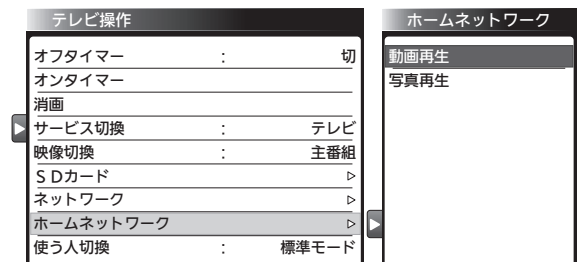 テレビ操作
オフタイマー : 切
オンタイマー
消画
サービス切換 : テレビ
映像切換 : 主番組
SDカード ▷
ネットワーク ▷
ホームネットワーク ▷
使う人切換 : 標準モード
ホームネットワーク
動画再生
写真再生